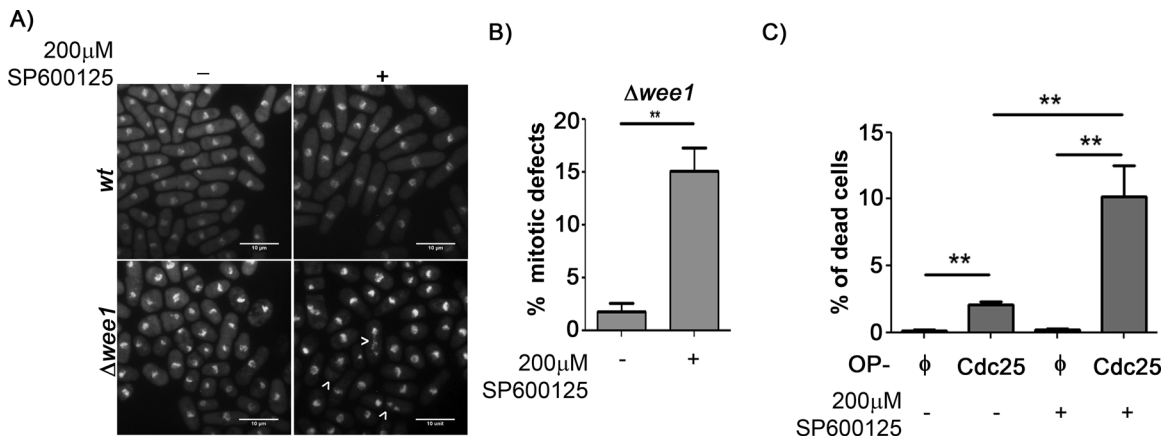 A)
200μM
SP600125
–
+
wt
10 μm
10 μm
Δwee1
>
^
>
10 μm
10 unit
B)
Δwee1
**
20
15
10
5
0
% mitotic defects
- +
200μM
SP600125
C)
**
**
**
15
10
5
0
% of dead cells
OP- ϕ Cdc25 ϕ Cdc25
200μM
SP600125 - - + +